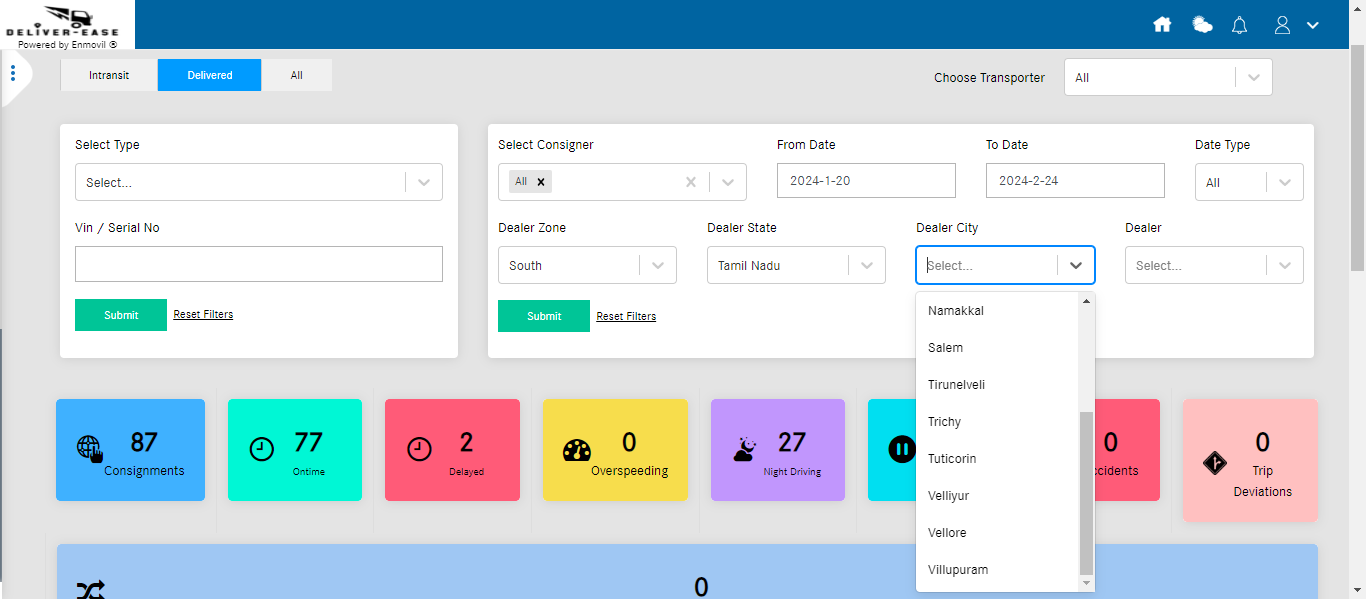 DELIVER-EASE
Powered by Enmovil ®
Intransit
Delivered
All
Choose Transporter
All
Select Type
Select...
Vin / Serial No
Submit
Reset Filters
Select Consigner
From Date
To Date
Date Type
All
2024-1-20
2024-2-24
All
Dealer Zone
Dealer State
Dealer City
Dealer
South
Tamil Nadu
Select...
Select...
Submit
Reset Filters
Namakkal
Salem
Tirunelveli
Trichy
Tuticorin
Velliyur
Vellore
Villupuram
87
Consignments
77
Ontime
2
Delayed
0
Overspeeding
27
Night Driving
0
0
Trip
Deviations
0